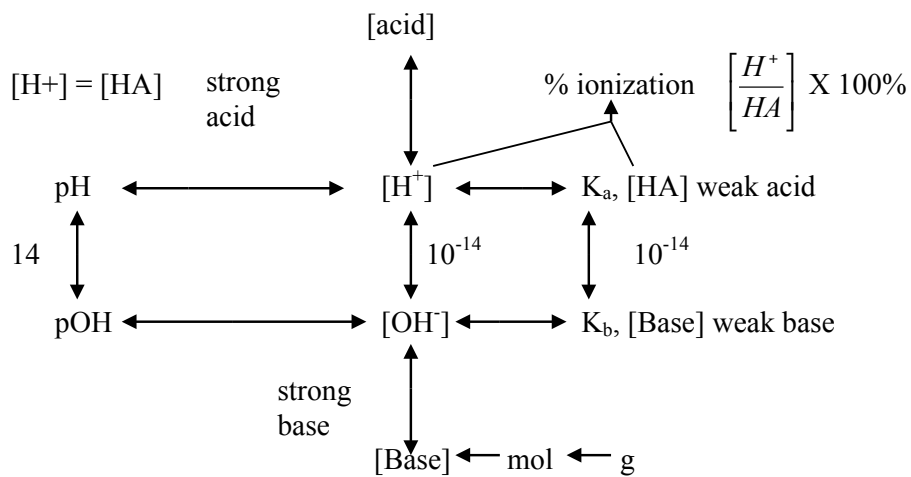 [acid]
[H+] = [HA] strong acid % ionization [H⁺/HA] X 100%
pH [H⁺] Kₐ, [HA] weak acid
14 10⁻¹⁴ 10⁻¹⁴
pOH [OH⁻] K_b, [Base] weak base
strong base
[Base] mol g